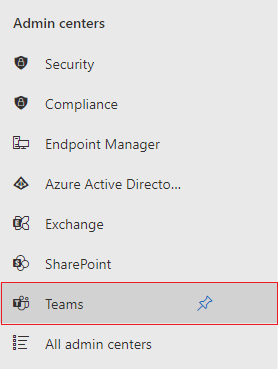 Admin centers
Security
Compliance
Endpoint Manager
Azure Active Directo...
Exchange
SharePoint
Teams
All admin centers